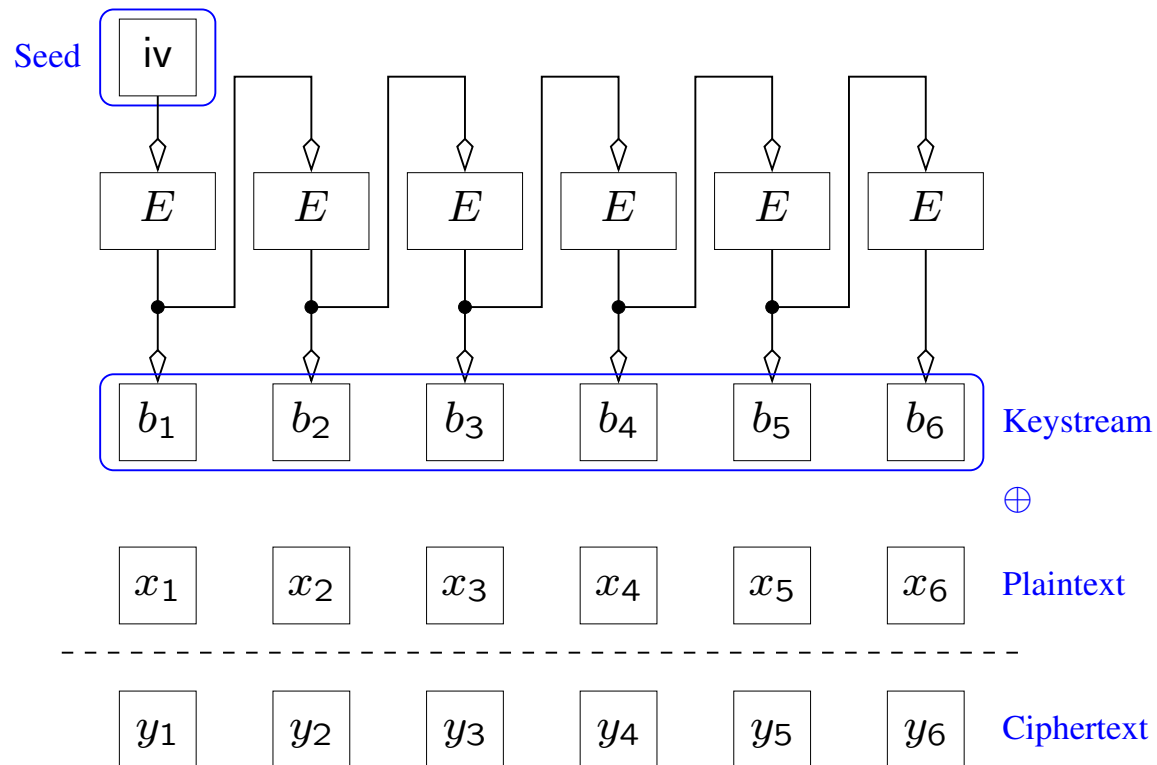 Seed iv
E E E E E E
b1 b2 b3 b4 b5 b6 Keystream
⊕
x1 x2 x3 x4 x5 x6 Plaintext
y1 y2 y3 y4 y5 y6 Ciphertext